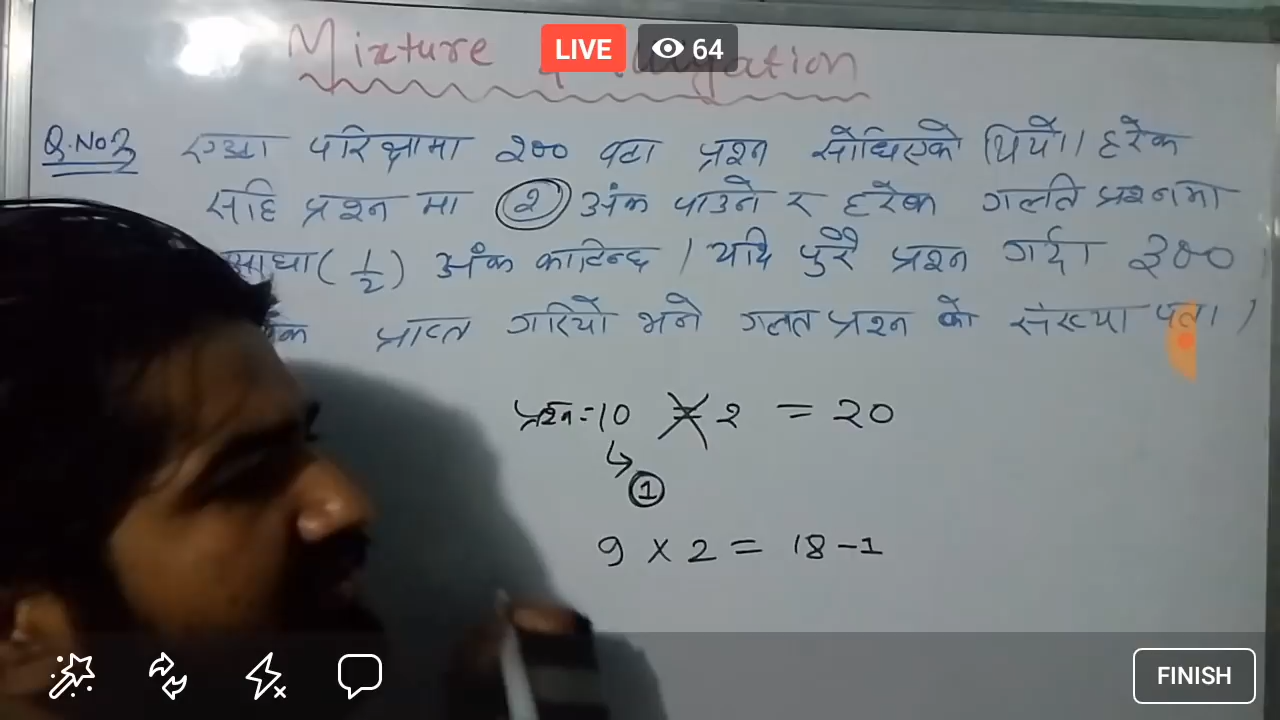 LIVE 64
Mixture
Q.No3 एउटा परिक्षामा २०० वटा प्रश्न सोधिएको थियो। हरेक
सहि प्रश्न मा २ अंक पाउने र हरेक गलति प्रश्नमा
आधा (1/2) अंक काटिन्छ। यदि पुरै प्रश्न गर्दा ३००
प्राप्त गरियो भने गलत प्रश्न को संख्या पत्ता।
प्रश्न = 10 × 2 = 20
↳ 1
9 × 2 = 18 - 1
FINISH